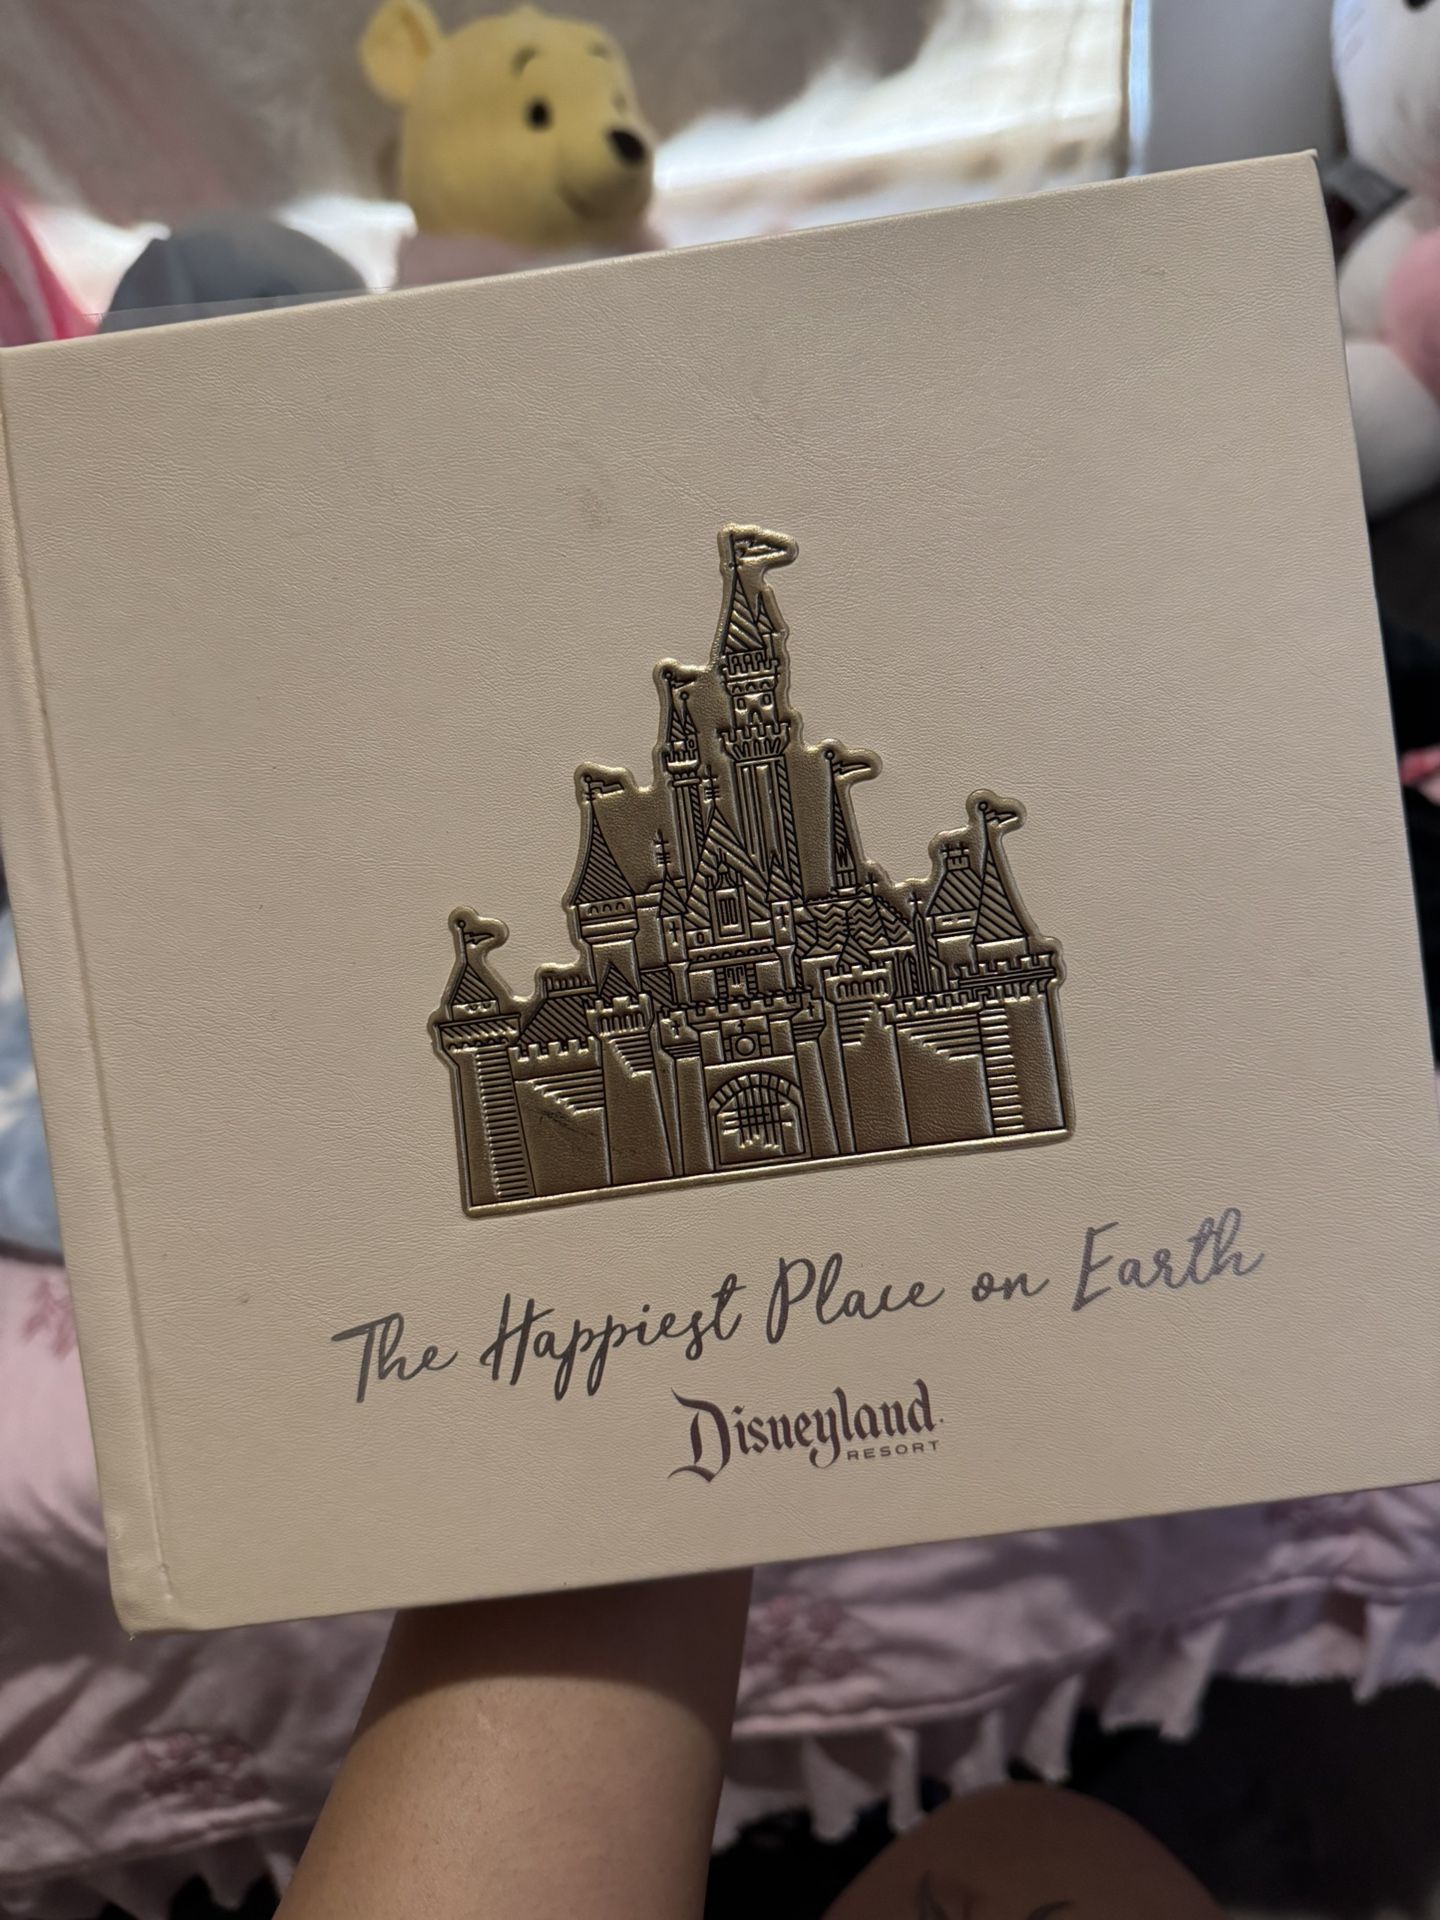 The Happiest Place on Earth
Disneyland
RESORT